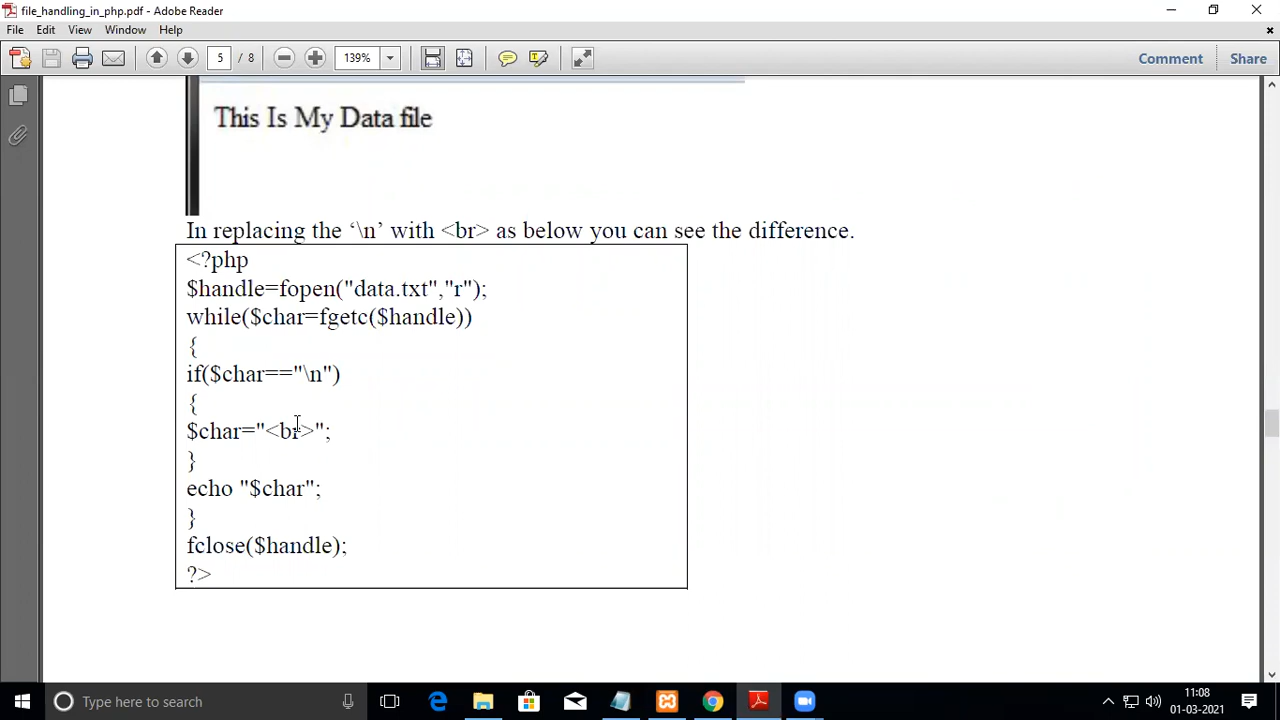 file_handling_in_php.pdf - Adobe Reader
File Edit View Window Help
5 / 8 139% Comment Share
This Is My Data file
In replacing the ‘\n’ with <br> as below you can see the difference.
<?php
$handle=fopen("data.txt","r");
while($char=fgetc($handle))
{
if($char=="\n")
{
$char="<br>";
}
echo "$char";
}
fclose($handle);
?>
Type here to search
11:08
01-03-2021